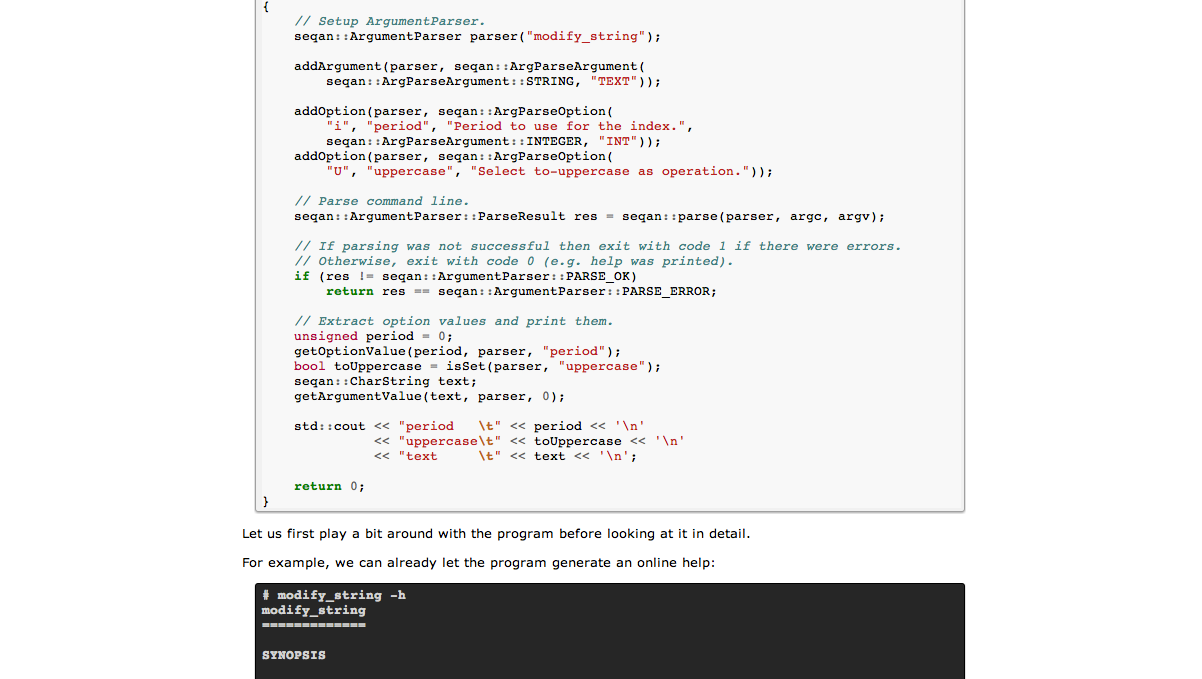 {
    // Setup ArgumentParser.
    seqan::ArgumentParser parser("modify_string");

    addArgument(parser, seqan::ArgParseArgument(
        seqan::ArgParseArgument::STRING, "TEXT"));

    addOption(parser, seqan::ArgParseOption(
        "i", "period", "Period to use for the index.",
        seqan::ArgParseArgument::INTEGER, "INT"));
    addOption(parser, seqan::ArgParseOption(
        "U", "uppercase", "Select to-uppercase as operation."));

    // Parse command line.
    seqan::ArgumentParser::ParseResult res = seqan::parse(parser, argc, argv);

    // If parsing was not successful then exit with code 1 if there were errors.
    // Otherwise, exit with code 0 (e.g. help was printed).
    if (res != seqan::ArgumentParser::PARSE_OK)
        return res == seqan::ArgumentParser::PARSE_ERROR;

    // Extract option values and print them.
    unsigned period = 0;
    getOptionValue(period, parser, "period");
    bool toUppercase = isSet(parser, "uppercase");
    seqan::CharString text;
    getArgumentValue(text, parser, 0);

    std::cout << "period   \t" << period << '\n'
              << "uppercase\t" << toUppercase << '\n'
              << "text     \t" << text << '\n';

    return 0;
}
Let us first play a bit around with the program before looking at it in detail.
For example, we can already let the program generate an online help:
# modify_string -h
modify_string
=============

SYNOPSIS